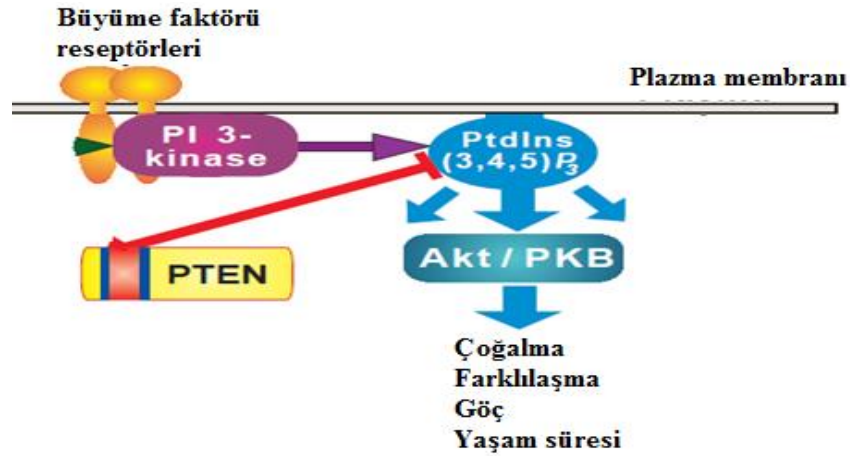 Büyüme faktörü
reseptörleri
Plazma membranı
PI 3-
kinase
PtdIns
(3,4,5)P3
PTEN
Akt / PKB
Çoğalma
Farklılaşma
Göç
Yaşam süresi